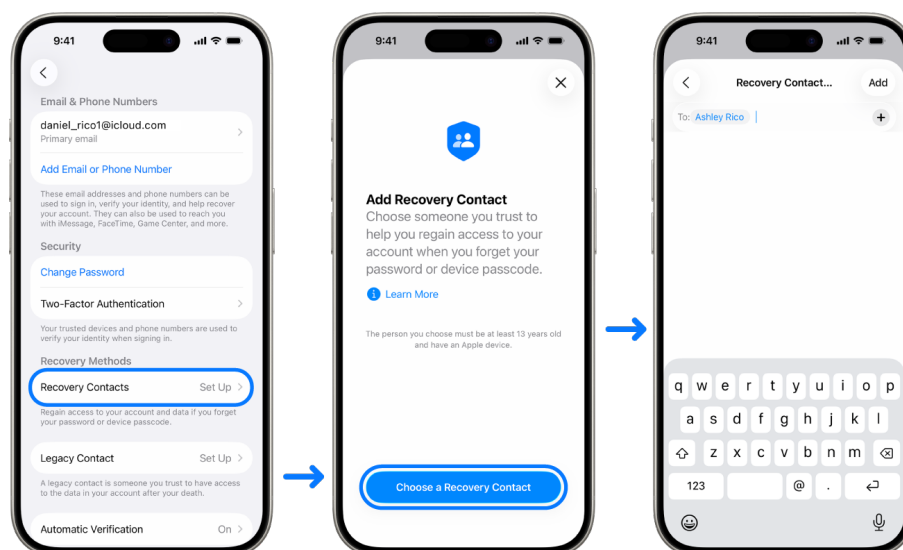 9:41
Email & Phone Numbers
daniel_rico1@icloud.com
Primary email
Add Email or Phone Number
These email addresses and phone numbers can be
used to sign in, verify your identity, and help recover
your account. They can also be used to reach you
with iMessage, FaceTime, Game Center, and more.
Security
Change Password
Two-Factor Authentication
Your trusted devices and phone numbers are used to
verify your identity when signing in.
Recovery Methods
Recovery Contacts Set Up
Regain access to your account and data if you forget
your password or device passcode.
Legacy Contact Set Up
A legacy contact is someone you trust to have access
to the data in your account after your death.
Automatic Verification On
9:41
Add Recovery Contact
Choose someone you trust to
help you regain access to your
account when you forget your
password or device passcode.
Learn More
The person you choose must be at least 13 years old
and have an Apple device.
Choose a Recovery Contact
9:41
Recovery Contact... Add
To: Ashley Rico
q w e r t y u i o p
a s d f g h j k l
z x c v b n m
123 @ .